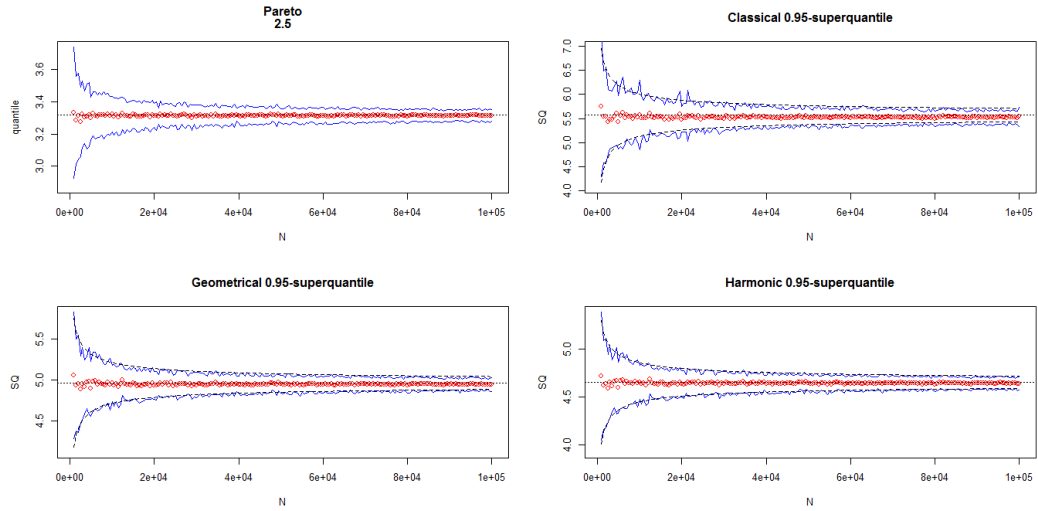 Pareto
2.5
quantile
3.0 3.2 3.4 3.6
0e+00 2e+04 4e+04 6e+04 8e+04 1e+05
N
Classical 0.95-superquantile
SQ
4.0 4.5 5.0 5.5 6.0 6.5 7.0
0e+00 2e+04 4e+04 6e+04 8e+04 1e+05
N
Geometrical 0.95-superquantile
SQ
4.5 5.0 5.5
0e+00 2e+04 4e+04 6e+04 8e+04 1e+05
N
Harmonic 0.95-superquantile
SQ
4.0 4.5 5.0
0e+00 2e+04 4e+04 6e+04 8e+04 1e+05
N